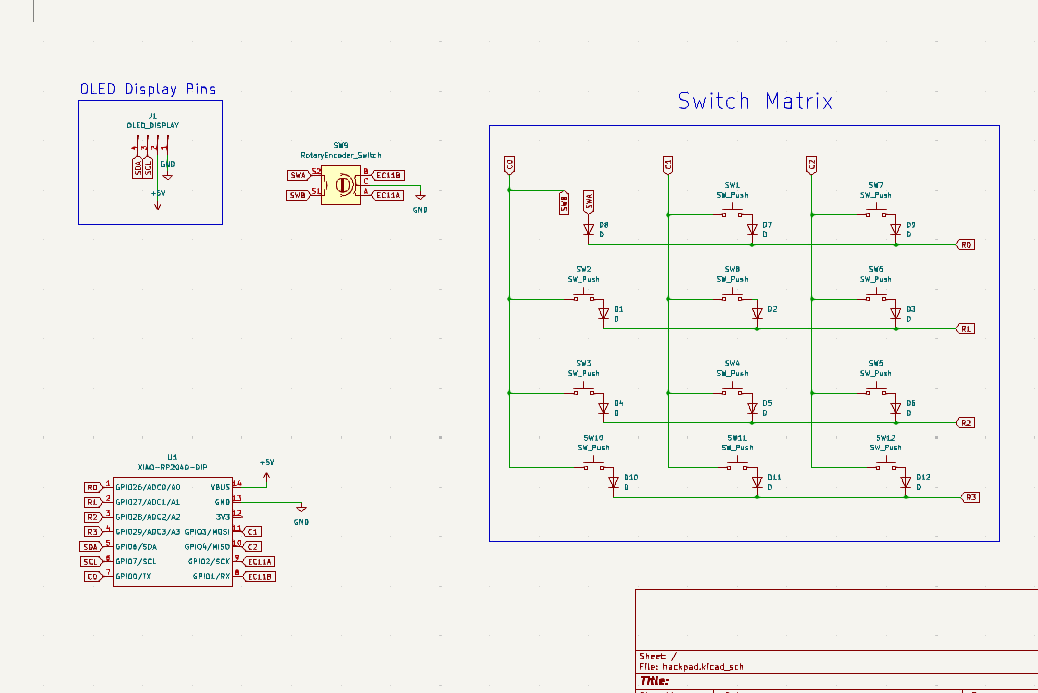 OLED Display Pins
J1
OLED_DISPLAY
4
3
2
1
SDA
SCL
GND
+5V
SW9
RotaryEncoder_Switch
SWA
S2
B
EC11B
C
SWB
S1
A
EC11A
GND
Switch Matrix
C0
C1
C2
SWB
SWA
SW1
SW_Push
SW7
SW_Push
D8
D
D7
D
D9
D
R0
SW2
SW_Push
SW8
SW_Push
SW6
SW_Push
D1
D
D2
D3
D
R1
SW3
SW_Push
SW4
SW_Push
SW5
SW_Push
D4
D
D5
D
D6
D
R2
SW10
SW_Push
SW11
SW_Push
SW12
SW_Push
D10
D
D11
D
D12
D
R3
U1
XIAO-RP2040-DIP
+5V
R0 1 GPIO26/ADC0/A0 VBUS 14
R1 2 GPIO27/ADC1/A1 GND 13
R2 3 GPIO28/ADC2/A2 3V3 12
R3 4 GPIO29/ADC3/A3 GPIO3/MOSI 11 C1
SDA 5 GPIO6/SDA GPIO4/MISO 10 C2
SCL 6 GPIO7/SCL GPIO2/SCK 9 EC11A
C0 7 GPIO0/TX GPIO1/RX 8 EC11B
GND
Sheet: /
File: hackpad.kicad_sch
Title: